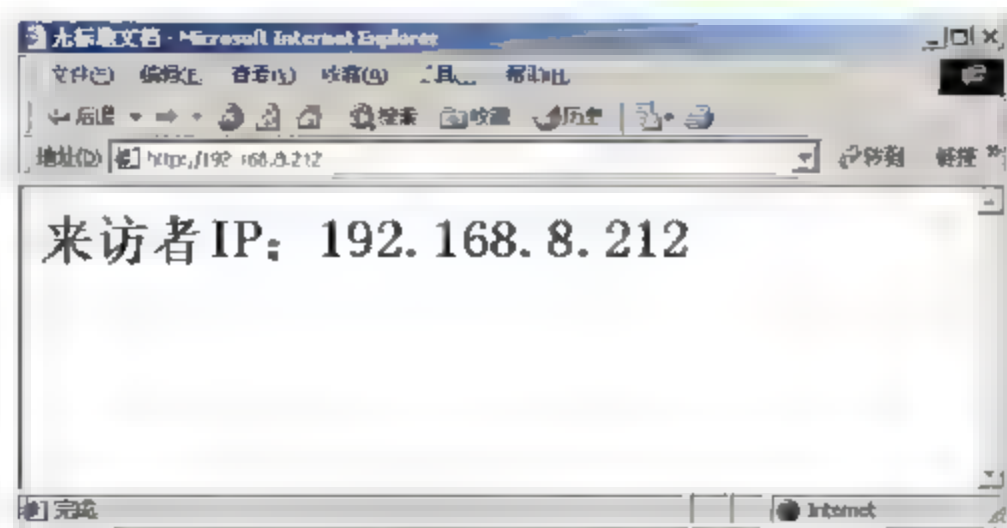 无标题文档 - Microsoft Internet Explorer
文件(F) 编辑(E) 查看(V) 收藏(A) 工具 帮助(H)
后退 搜索 收藏 历史
地址(D) http://192.168.8.212 转到 链接
来访者IP：192.168.8.212
完成 Internet